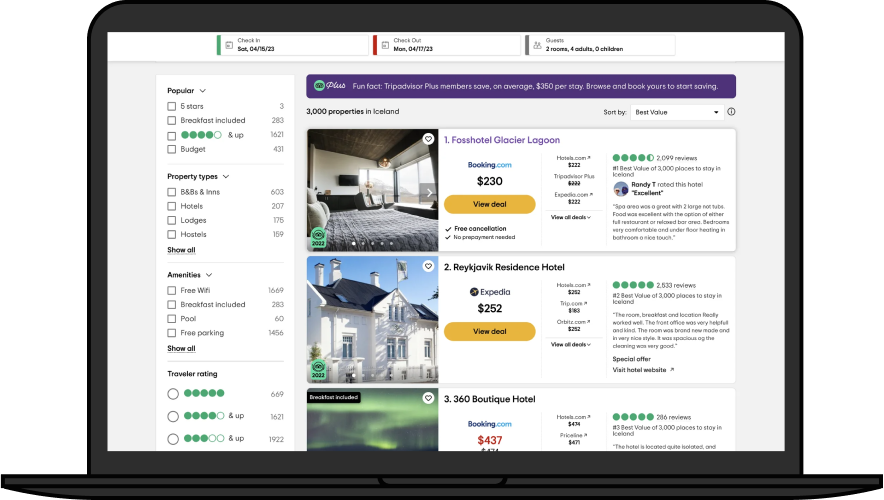 Check In
Sat, 04/15/23
Check Out
Mon, 04/17/23
Guests
2 rooms, 4 adults, 0 children
Plus Fun fact: Tripadvisor Plus members save, on average, $350 per stay. Browse and book yours to start saving.
Popular
5 stars 3
Breakfast included 283
& up 1621
Budget 431
Property types
B&Bs & Inns 603
Hotels 207
Lodges 175
Hostels 159
Show all
Amenities
Free Wifi 1669
Breakfast included 283
Pool 60
Free parking 1456
Show all
Traveler rating
669
& up 1621
& up 1922
3,000 properties in Iceland
Sort by: Best Value
2022
1. Fosshotel Glacier Lagoon
Booking.com
$230
View deal
Free cancellation
No prepayment needed
Hotels.com
$222
Tripadvisor Plus
$222
Expedia.com
$222
View all deals
2,099 reviews
#1 Best Value of 3,000 places to stay in
Iceland
Randy T rated this hotel
"Excellent"
"Spa area was a great with 2 large hot tubs.
Food was excellent with the option of either
full restaurant or relaxed bar area. Bedrooms
very comfortable and under floor heating in
bathroom a nice touch."
2022
2. Reykjavik Residence Hotel
Expedia
$252
View deal
Hotels.com
$252
Trip.com
$183
Orbitz.com
$252
View all deals
2,533 reviews
#2 Best Value of 3,000 places to stay in
Iceland
"The room, breakfast and location Really
worked well. The front office was very helpfull
and kind. The room was brand new made and
in very nice style. It was spacious og the
cleaning was very good."
Special offer
Visit hotel website
Breakfast included
3. 360 Boutique Hotel
Booking.com
$437
$474
Hotels.com
$474
Priceline
$471
286 reviews
#3 Best Value of 3,000 places to stay in
Iceland
"The hotel is located quite isolated, and